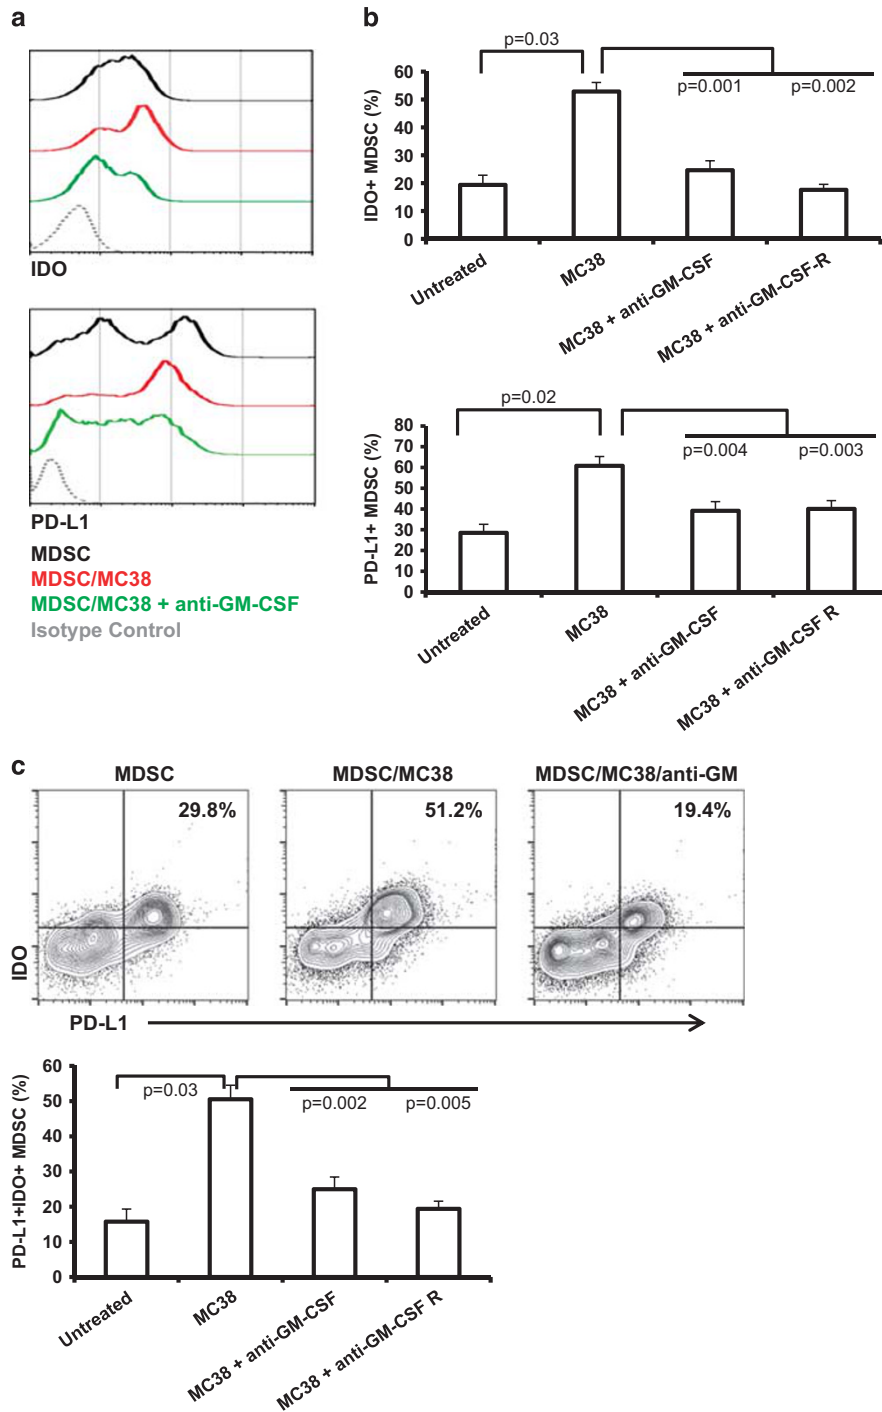 a
IDO
PD-L1
MDSC
MDSC/MC38
MDSC/MC38 + anti-GM-CSF
Isotype Control
b
p=0.03
p=0.001
p=0.002
IDO+ MDSC (%)
60
50
40
30
20
10
0
Untreated
MC38
MC38 + anti-GM-CSF
MC38 + anti-GM-CSF-R
p=0.02
p=0.004
p=0.003
PD-L1+ MDSC (%)
80
70
60
50
40
30
20
10
0
Untreated
MC38
MC38 + anti-GM-CSF
MC38 + anti-GM-CSF R
c
MDSC
MDSC/MC38
MDSC/MC38/anti-GM
29.8%
51.2%
19.4%
IDO
PD-L1
p=0.03
p=0.002
p=0.005
PD-L1+IDO+ MDSC (%)
60
50
40
30
20
10
0
Untreated
MC38
MC38 + anti-GM-CSF
MC38 + anti-GM-CSF R